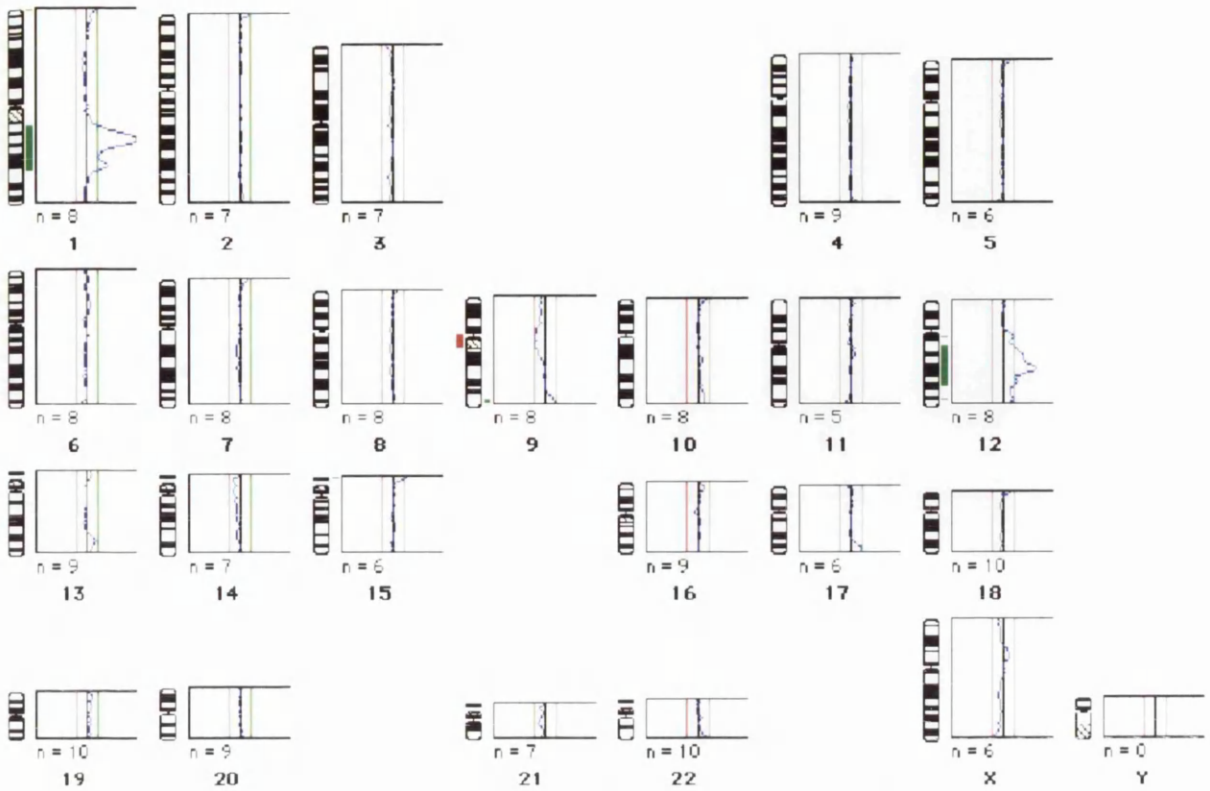 n = 8
n = 7
n = 7
n = 9
n = 6
1
2
3
4
5
n = 8
n = 8
n = 8
n = 8
n = 8
n = 5
n = 8
6
7
8
9
10
11
12
n = 9
n = 7
n = 6
n = 9
n = 6
n = 10
13
14
15
16
17
18
n = 10
n = 9
n = 7
n = 10
n = 6
n = 0
19
20
21
22
X
Y